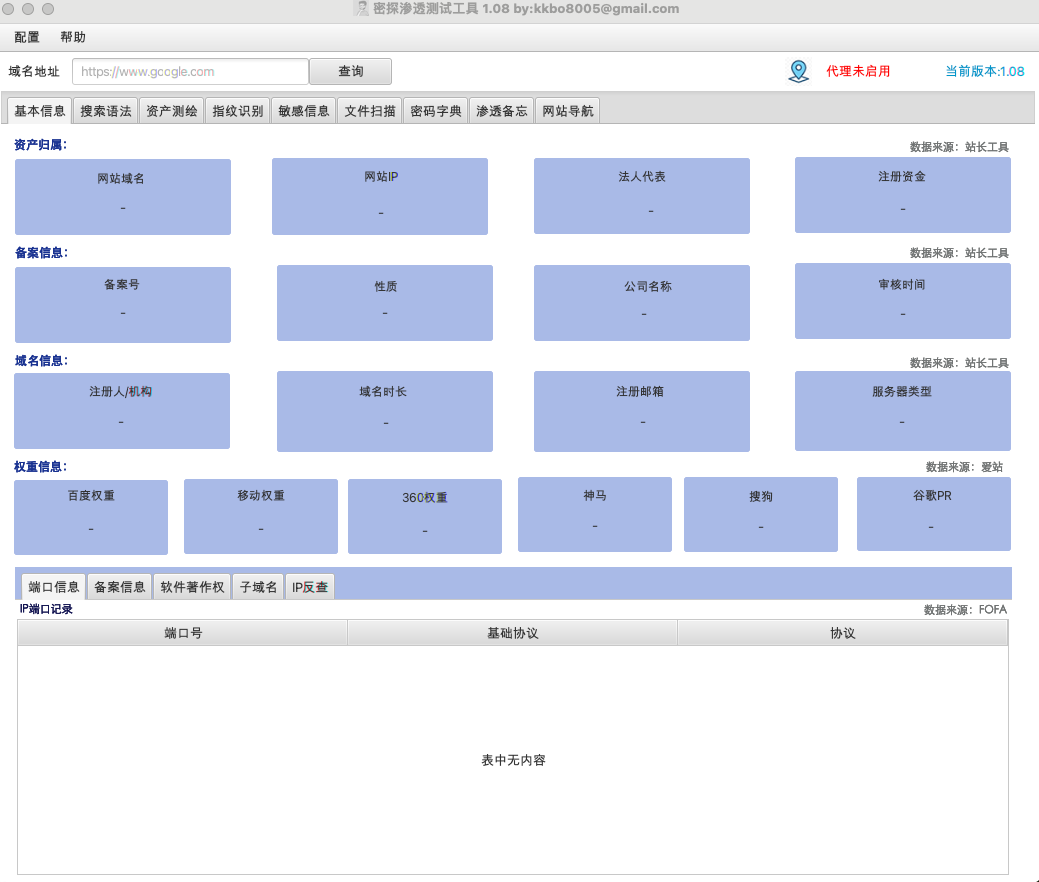 密探渗透测试工具 1.08 by:kkbo8005@gmail.com
配置 帮助
域名地址 https://www.gccgle.com 查询 代理未启用 当前版本:1.08
基本信息 搜索语法 资产测绘 指纹识别 敏感信息 文件扫描 密码字典 渗透备忘 网站导航
资产归属： 数据来源：站长工具
网站域名 网站IP 法人代表 注册资金
- - - -
备案信息： 数据来源：站长工具
备案号 性质 公司名称 审核时间
- - - -
域名信息： 数据来源：站长工具
注册人/机构 域名时长 注册邮箱 服务器类型
- - - -
权重信息： 数据来源：爱站
百度权重 移动权重 360权重 神马 搜狗 谷歌PR
- - - - - -
端口信息 备案信息 软件著作权 子域名 IP反查
IP端口记录 数据来源：FOFA
端口号 基础协议 协议
表中无内容